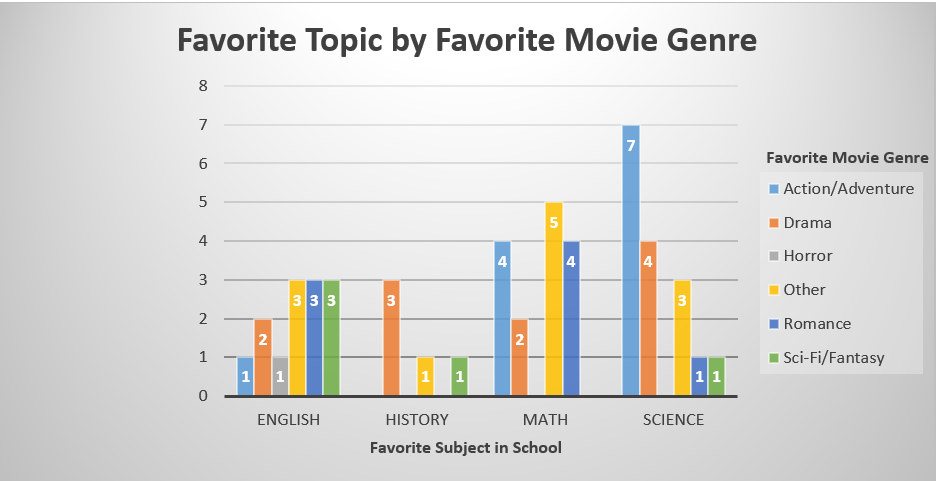 Favorite Topic by Favorite Movie Genre
8
7
6
5
4
3
2
1
0
1
2
1
3
3
3
3
1
1
4
2
5
4
7
4
3
1
1
ENGLISH
HISTORY
MATH
SCIENCE
Favorite Subject in School
Favorite Movie Genre
Action/Adventure
Drama
Horror
Other
Romance
Sci-Fi/Fantasy